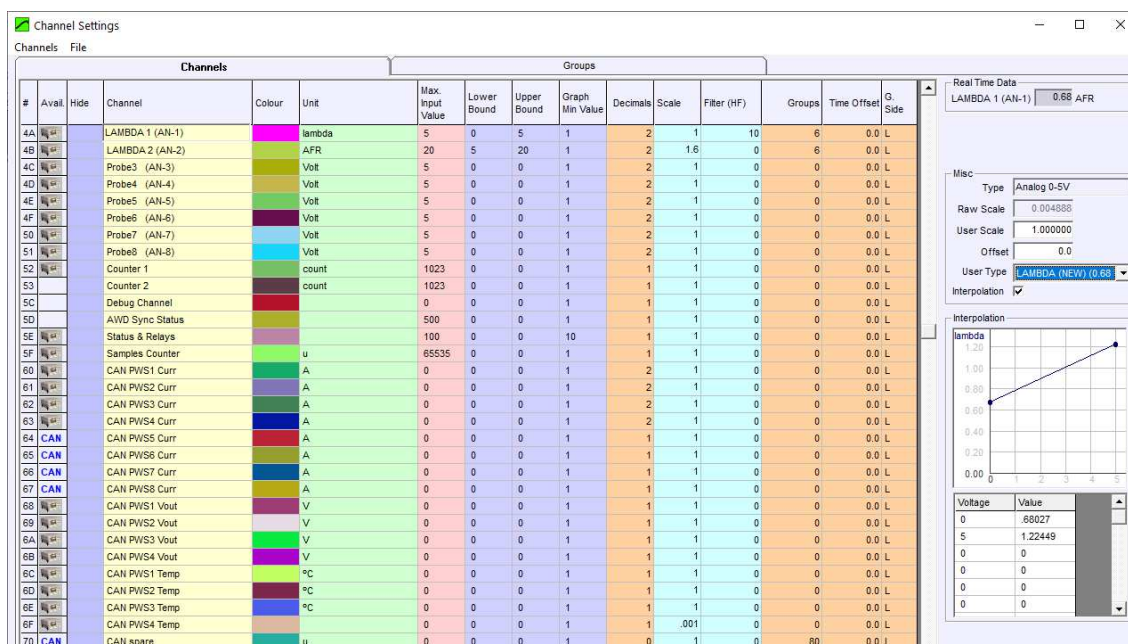 Channel Settings
Channels File
Channels Groups
# Avail. Hide Channel Colour Unit Max. Input Value Lower Bound Upper Bound Graph Min Value Decimals Scale Filter (HF) Groups Time Offset G. Side
4A LAMBDA 1 (AN-1) lambda 5 0 5 1 2 1 10 6 0.0 L
4B LAMBDA 2 (AN-2) AFR 20 5 20 1 2 1.6 0 6 0.0 L
4C Probe3 (AN-3) Volt 5 0 0 1 2 1 0 0 0.0 L
4D Probe4 (AN-4) Volt 5 0 0 1 2 1 0 0 0.0 L
4E Probe5 (AN-5) Volt 5 0 0 1 2 1 0 0 0.0 L
4F Probe6 (AN-6) Volt 5 0 0 1 2 1 0 0 0.0 L
50 Probe7 (AN-7) Volt 5 0 0 1 2 1 0 0 0.0 L
51 Probe8 (AN-8) Volt 5 0 0 1 2 1 0 0 0.0 L
52 Counter 1 count 1023 0 0 1 1 1 0 0 0.0 L
53 Counter 2 count 1023 0 0 1 1 1 0 0 0.0 L
5C Debug Channel 0 0 0 1 1 1 0 0 0.0 L
5D AWD Sync Status 500 0 0 1 1 1 0 0 0.0 L
5E Status & Relays 100 0 0 10 1 1 0 0 0.0 L
5F Samples Counter u 65535 0 0 1 1 1 0 0 0.0 L
60 CAN PWS1 Curr A 0 0 0 1 2 1 0 0 0.0 L
61 CAN PWS2 Curr A 0 0 0 1 2 1 0 0 0.0 L
62 CAN PWS3 Curr A 0 0 0 1 2 1 0 0 0.0 L
63 CAN PWS4 Curr A 0 0 0 1 2 1 0 0 0.0 L
64 CAN CAN PWS5 Curr A 0 0 0 1 1 1 0 0 0.0 L
65 CAN CAN PWS6 Curr A 0 0 0 1 1 1 0 0 0.0 L
66 CAN CAN PWS7 Curr A 0 0 0 1 1 1 0 0 0.0 L
67 CAN CAN PWS8 Curr A 0 0 0 1 1 1 0 0 0.0 L
68 CAN PWS1 Vout V 0 0 0 1 1 1 0 0 0.0 L
69 CAN PWS2 Vout V 0 0 0 1 1 1 0 0 0.0 L
6A CAN PWS3 Vout V 0 0 0 1 1 1 0 0 0.0 L
6B CAN PWS4 Vout V 0 0 0 1 1 1 0 0 0.0 L
6C CAN PWS1 Temp ºC 0 0 0 1 1 1 0 0 0.0 L
6D CAN PWS2 Temp ºC 0 0 0 1 1 1 0 0 0.0 L
6E CAN PWS3 Temp ºC 0 0 0 1 1 1 0 0 0.0 L
6F CAN PWS4 Temp 0 0 0 1 1 .001 0 0 0.0 L
70 CAN CAN spare u 0 0 0 1 0 1 0 80 0.0 L
Real Time Data
LAMBDA 1 (AN-1) 0.68 AFR
Misc
Type Analog 0-5V
Raw Scale 0.004888
User Scale 1.000000
Offset 0.0
User Type LAMBDA (NEW) (0.68
Interpolation
Interpolation
lambda
1.20
1.00
0.80
0.60
0.40
0.20
0.00
0 1 2 3 4 5
Voltage Value
0 .68027
5 1.22449
0 0
0 0
0 0
0 0